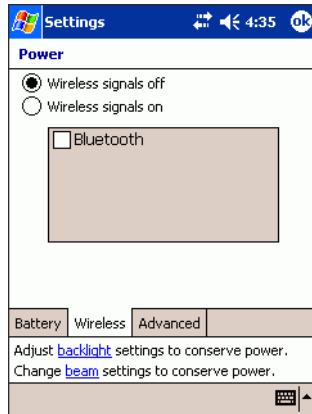 Settings 4:35 ok
Power
Wireless signals off
Wireless signals on
Bluetooth
Battery Wireless Advanced
Adjust backlight settings to conserve power.
Change beam settings to conserve power.